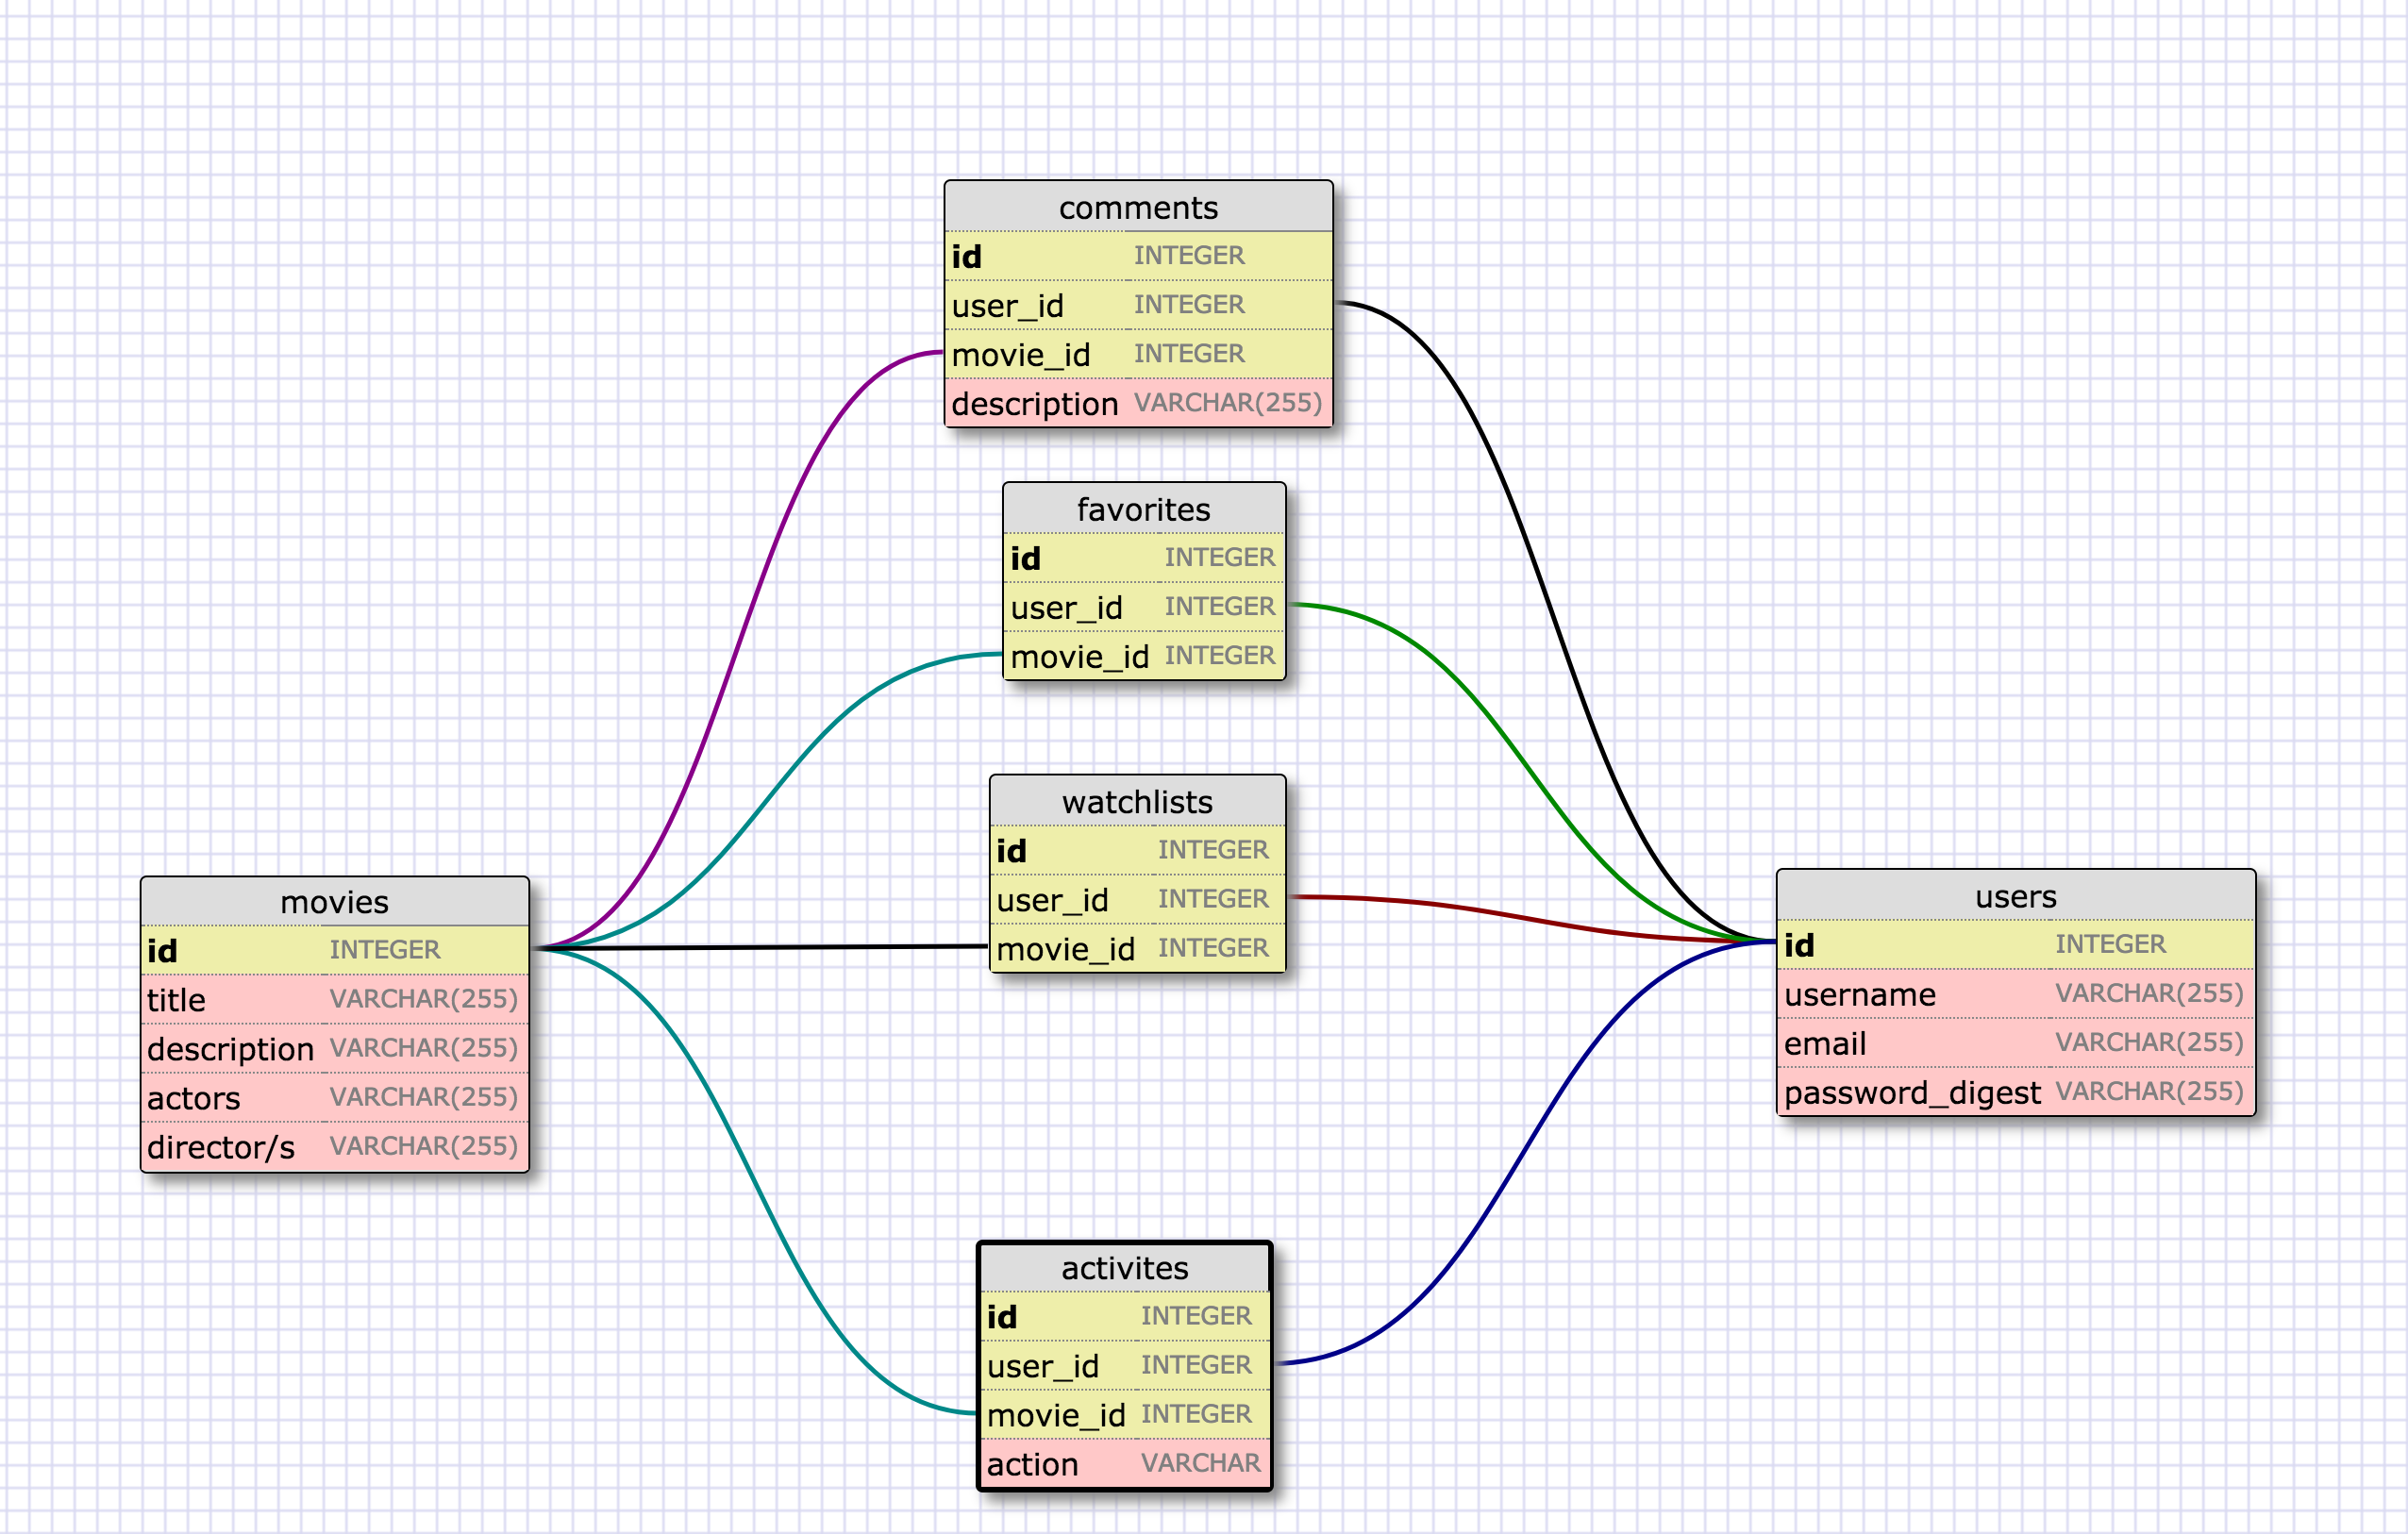 comments
id INTEGER
user_id INTEGER
movie_id INTEGER
description VARCHAR(255)
favorites
id INTEGER
user_id INTEGER
movie_id INTEGER
watchlists
id INTEGER
user_id INTEGER
movie_id INTEGER
movies
id INTEGER
title VARCHAR(255)
description VARCHAR(255)
actors VARCHAR(255)
director/s VARCHAR(255)
users
id INTEGER
username VARCHAR(255)
email VARCHAR(255)
password_digest VARCHAR(255)
activites
id INTEGER
user_id INTEGER
movie_id INTEGER
action VARCHAR